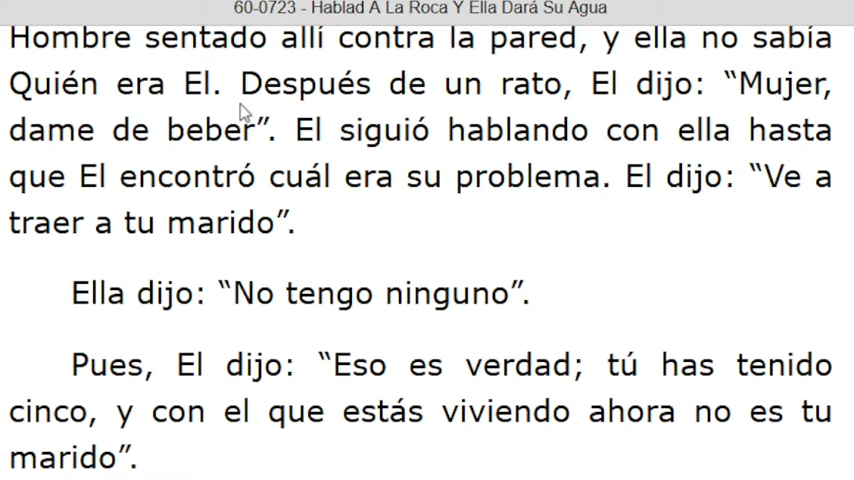 60-0723 - Hablad A La Roca Y Ella Dará Su Agua
Hombre sentado allí contra la pared, y ella no sabía
Quién era El. Después de un rato, El dijo: “Mujer,
dame de beber”. El siguió hablando con ella hasta
que El encontró cuál era su problema. El dijo: “Ve a
traer a tu marido”.
Ella dijo: “No tengo ninguno”.
Pues, El dijo: “Eso es verdad; tú has tenido
cinco, y con el que estás viviendo ahora no es tu
marido”.